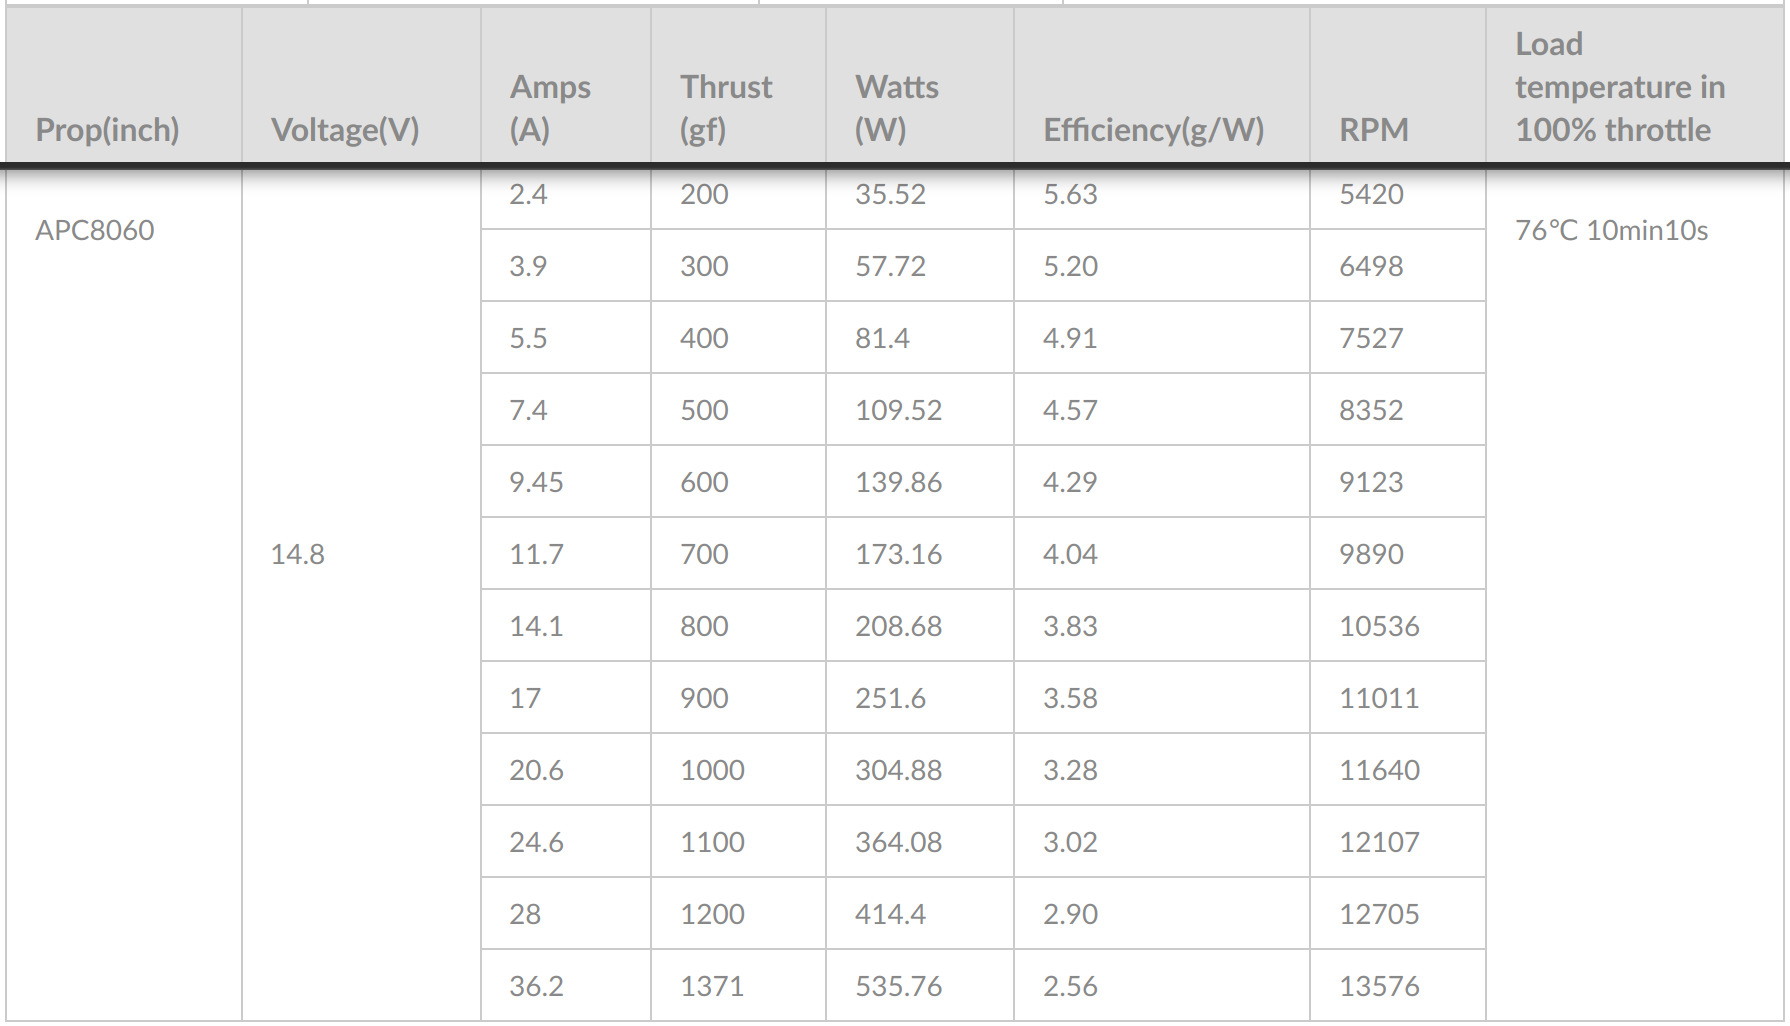 Prop(inch) Voltage(V) Amps (A) Thrust (gf) Watts (W) Efficiency(g/W) RPM Load temperature in 100% throttle
APC8060 14.8 2.4 200 35.52 5.63 5420 76℃ 10min10s
3.9 300 57.72 5.20 6498
5.5 400 81.4 4.91 7527
7.4 500 109.52 4.57 8352
9.45 600 139.86 4.29 9123
11.7 700 173.16 4.04 9890
14.1 800 208.68 3.83 10536
17 900 251.6 3.58 11011
20.6 1000 304.88 3.28 11640
24.6 1100 364.08 3.02 12107
28 1200 414.4 2.90 12705
36.2 1371 535.76 2.56 13576